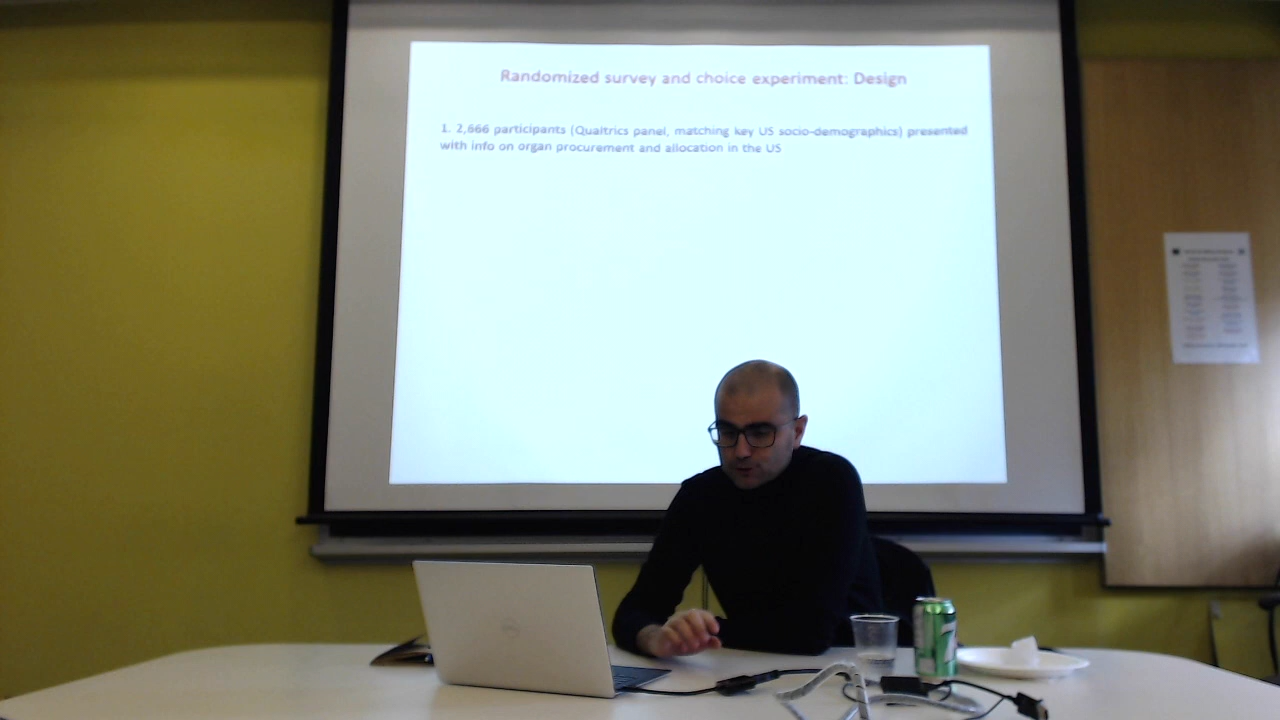 Randomized survey and choice experiment: Design
1. 2,666 participants (Qualtrics panel, matching key US socio-demographics) presented
with info on organ procurement and allocation in the US